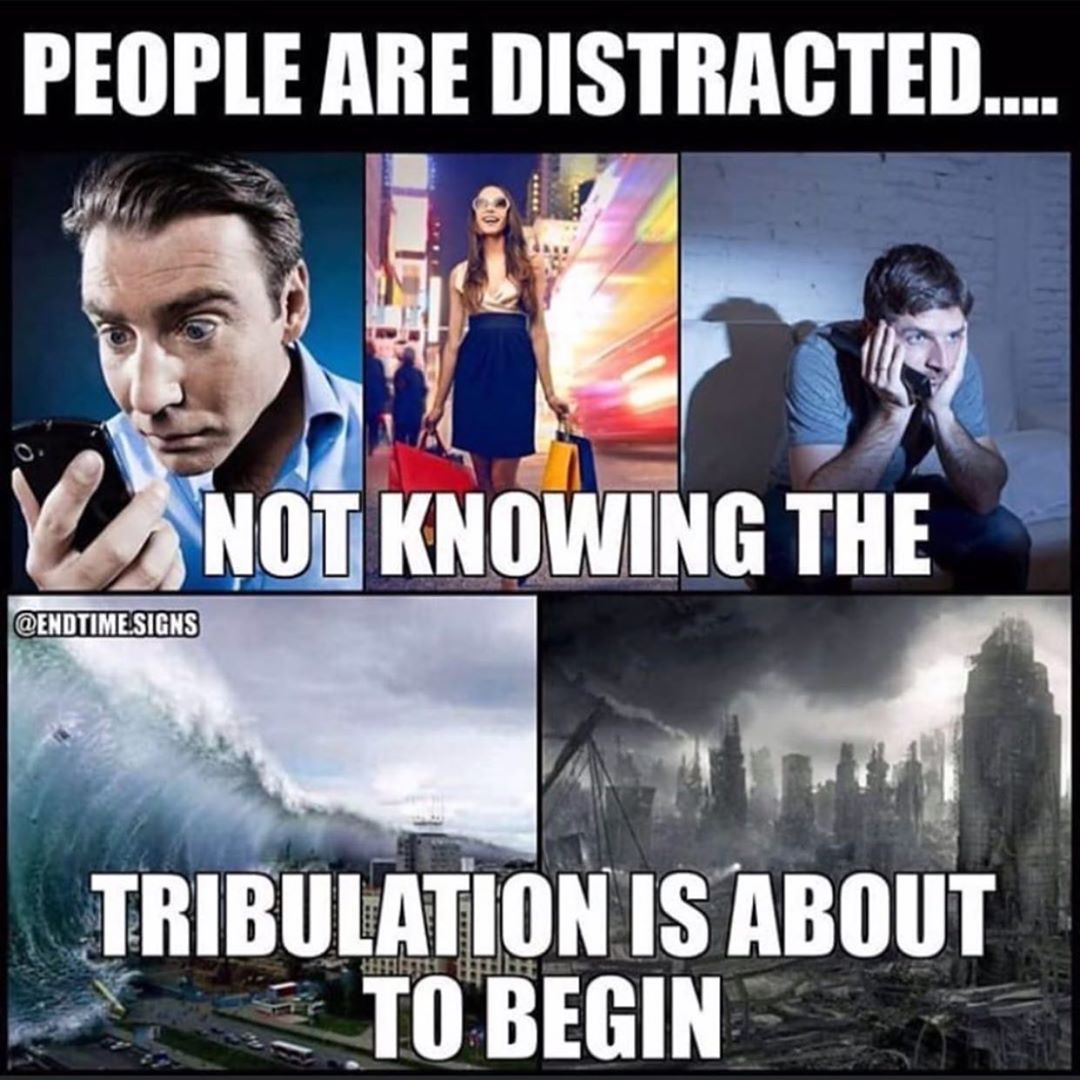 PEOPLE ARE DISTRACTED....
NOT KNOWING THE
@ENDTIME.SIGNS
TRIBULATION IS ABOUT
TO BEGIN